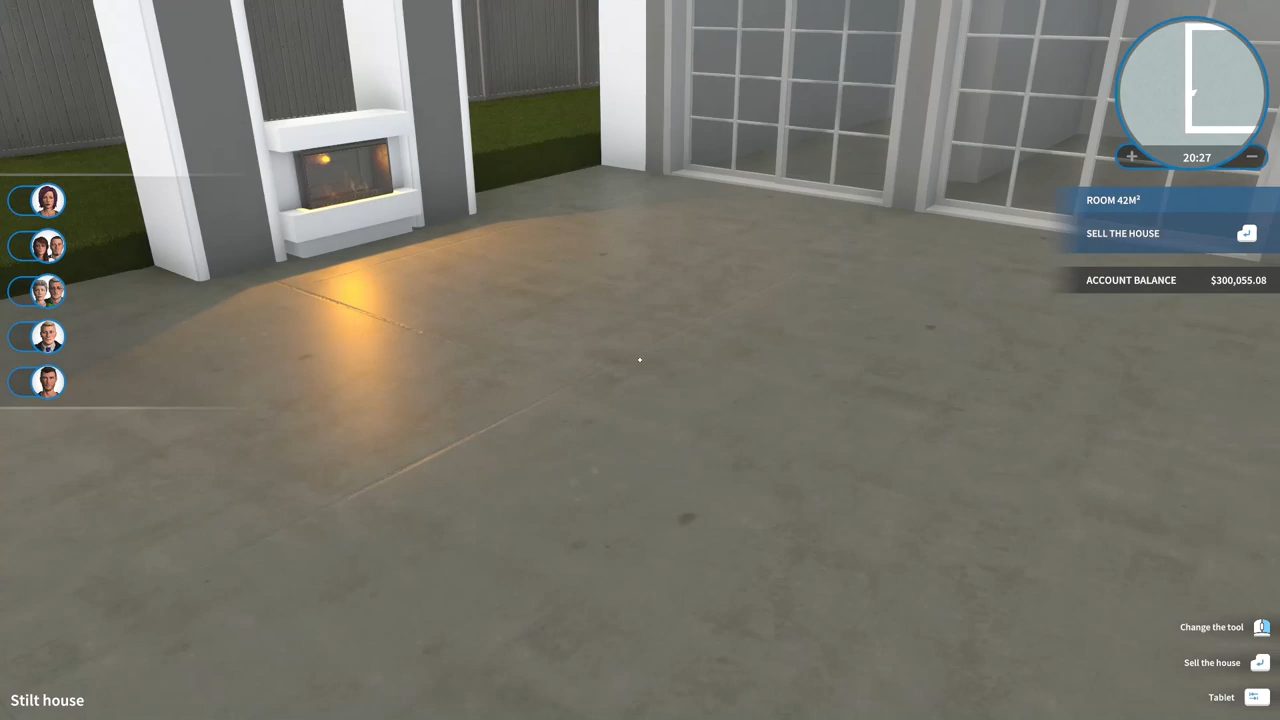 20:27
ROOM 42M²
SELL THE HOUSE
ACCOUNT BALANCE $300,055.08
Change the tool
Sell the house
Tablet
Stilt house